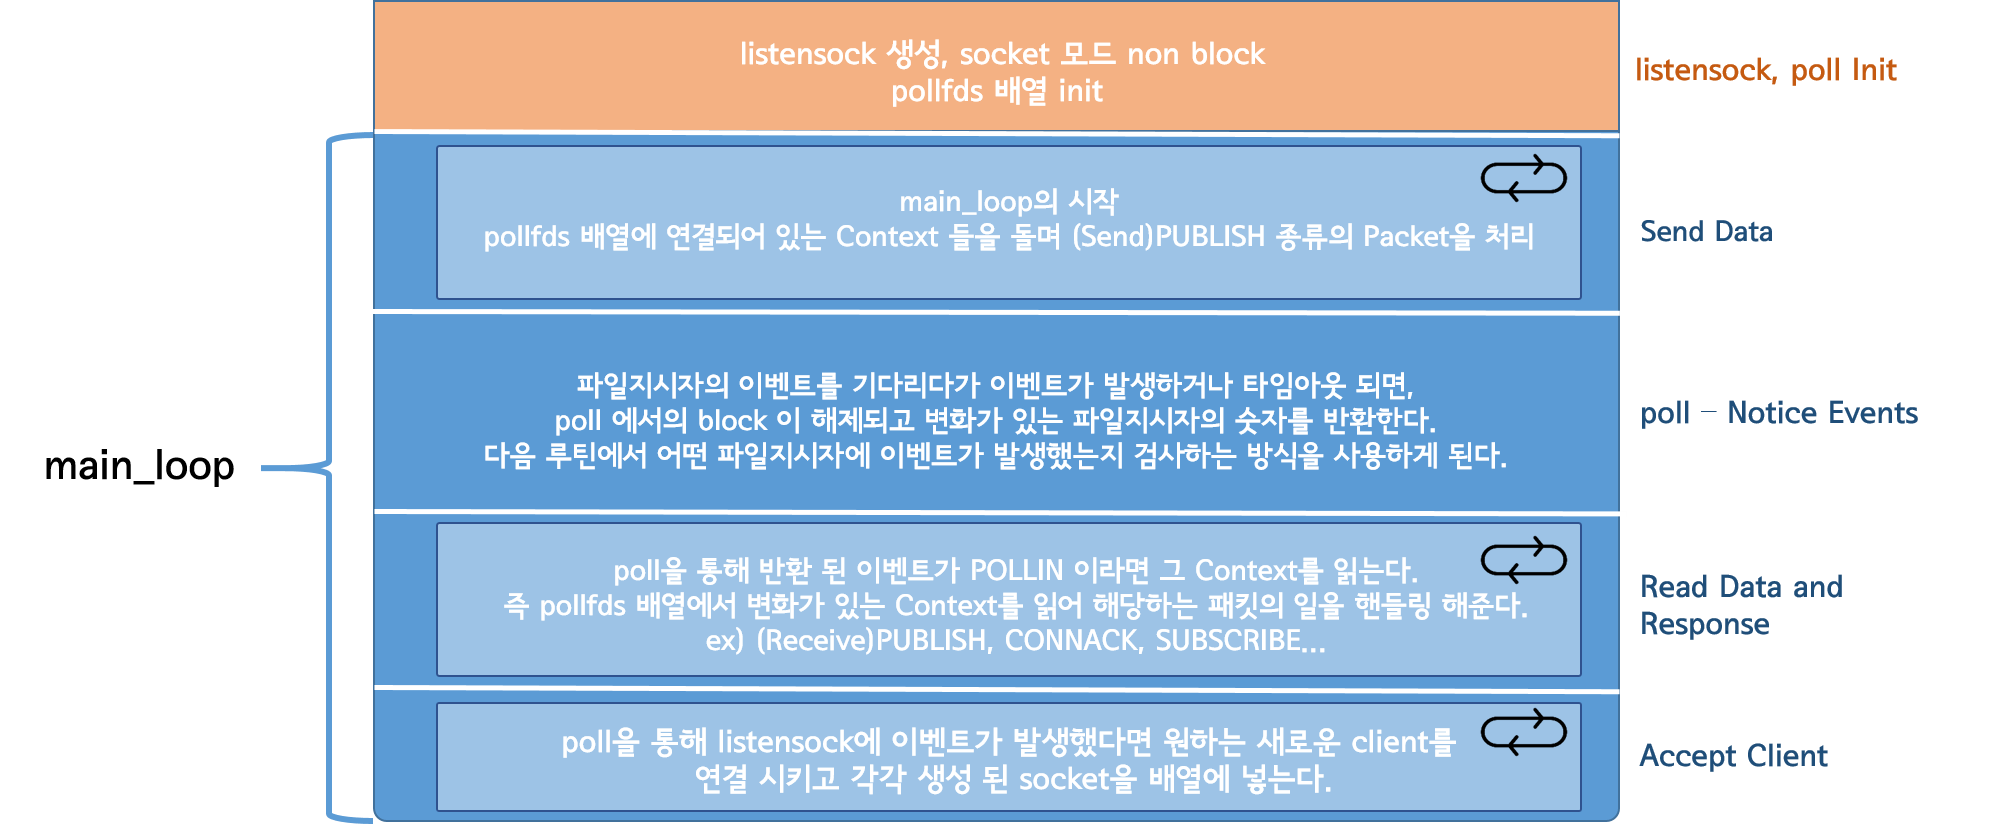 listensock 생성, socket 모드 non block
pollfds 배열 init
listensock, poll Init
main_loop의 시작
pollfds 배열에 연결되어 있는 Context 들을 돌며 (Send)PUBLISH 종류의 Packet을 처리
Send Data
파일지시자의 이벤트를 기다리다가 이벤트가 발생하거나 타임아웃 되면,
poll 에서의 block 이 해제되고 변화가 있는 파일지시자의 숫자를 반환한다.
다음 루틴에서 어떤 파일지시자에 이벤트가 발생했는지 검사하는 방식을 사용하게 된다.
poll – Notice Events
main_loop
poll을 통해 반환 된 이벤트가 POLLIN 이라면 그 Context를 읽는다.
즉 pollfds 배열에서 변화가 있는 Context를 읽어 해당하는 패킷의 일을 핸들링 해준다.
ex) (Receive)PUBLISH, CONNACK, SUBSCRIBE...
Read Data and
Response
poll을 통해 listensock에 이벤트가 발생했다면 원하는 새로운 client를
연결 시키고 각각 생성 된 socket을 배열에 넣는다.
Accept Client